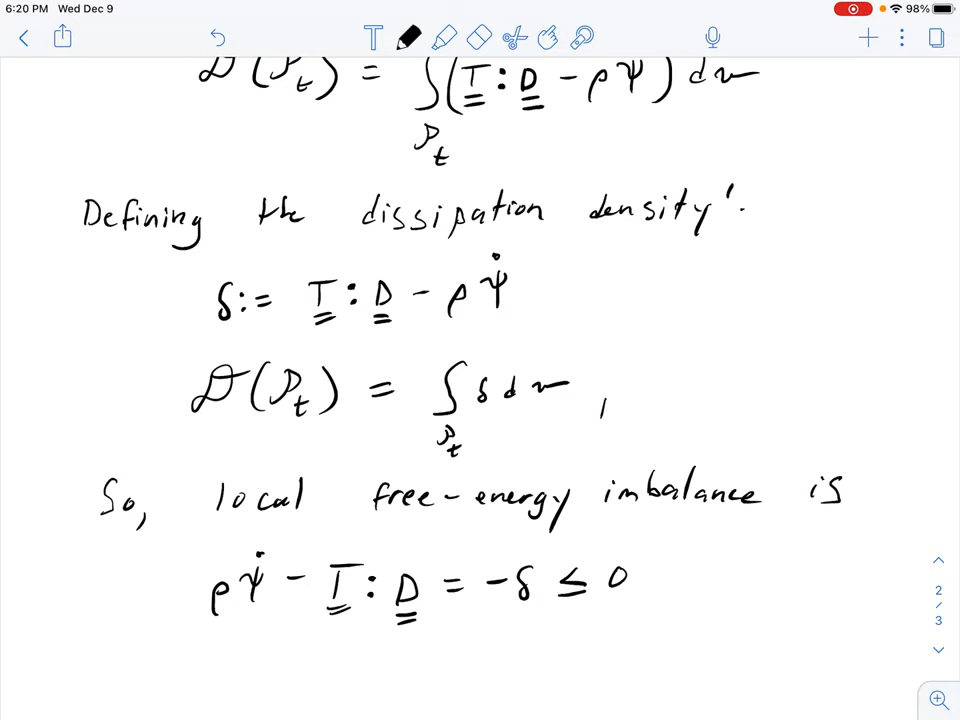 6:20 PM Wed Dec 9
98%
𝒟(𝒫_t) = ∫_{𝒫_t} (T̳ : D̳ − ρψ) dv
Defining the dissipation density:
δ := T̳ : D̳ − ρψ̇
𝒟(𝒫_t) = ∫_{𝒫_t} δ dv ,
So, local free-energy imbalance is
ρψ̇ − T̳ : D̳ = −δ ≤ 0
2
/
3